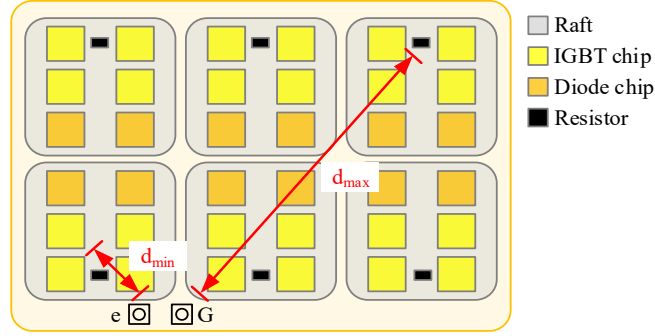 Raft
IGBT chip
Diode chip
Resistor
dmax
dmin
e
G